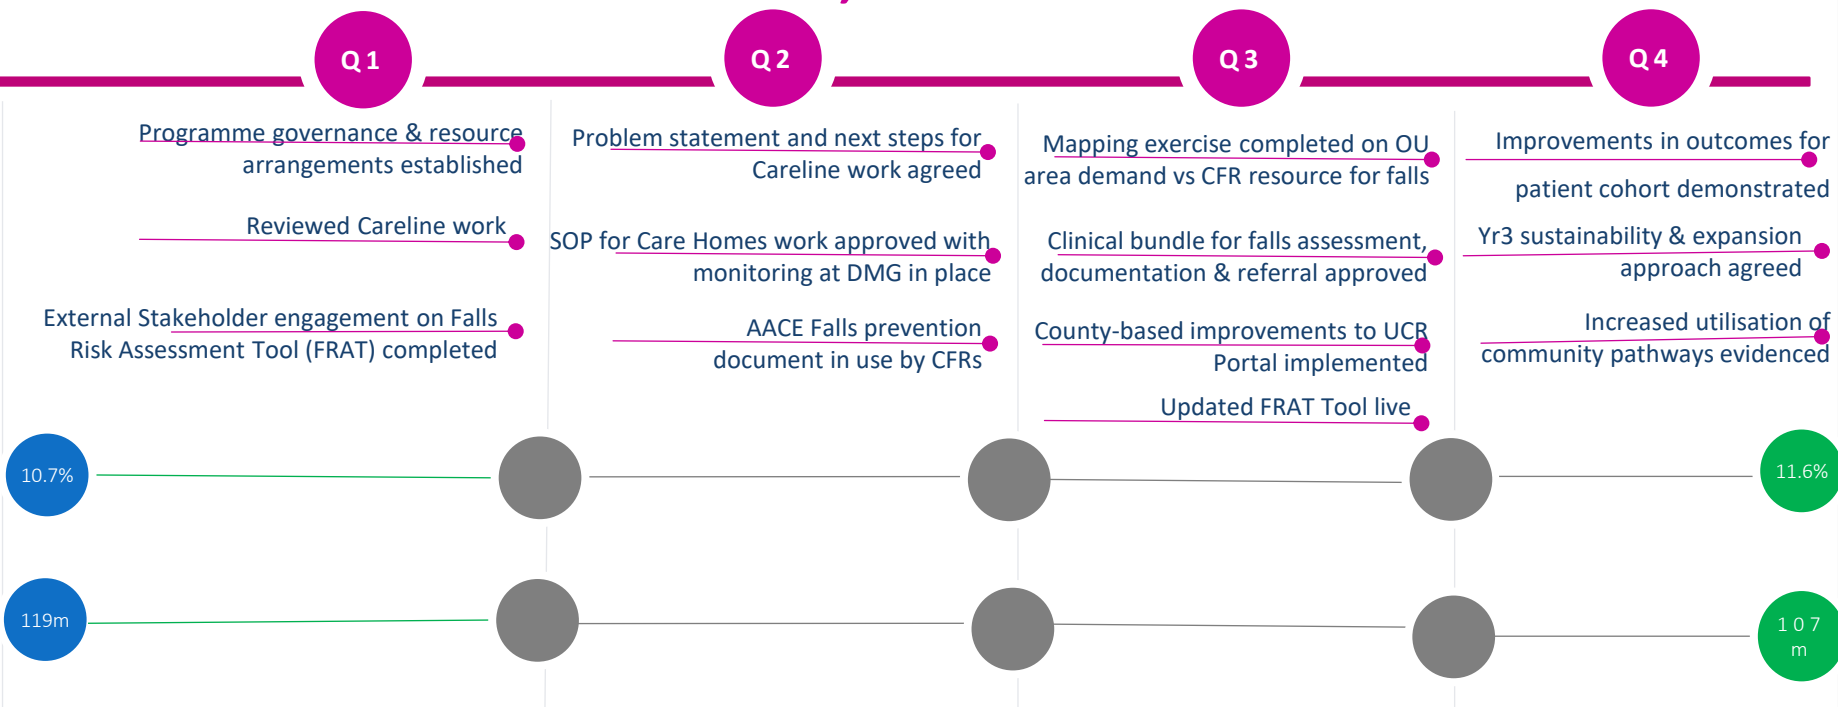 Q1
Q2
Q3
Q4
Programme governance & resource
arrangements established
Reviewed Careline work
External Stakeholder engagement on Falls
Risk Assessment Tool (FRAT) completed
Problem statement and next steps for
Careline work agreed
SOP for Care Homes work approved with
monitoring at DMG in place
AACE Falls prevention
document in use by CFRs
Mapping exercise completed on OU
area demand vs CFR resource for falls
Clinical bundle for falls assessment,
documentation & referral approved
County-based improvements to UCR
Portal implemented
Updated FRAT Tool live
Improvements in outcomes for
patient cohort demonstrated
Yr3 sustainability & expansion
approach agreed
Increased utilisation of
community pathways evidenced
10.7%
11.6%
119m
107
m